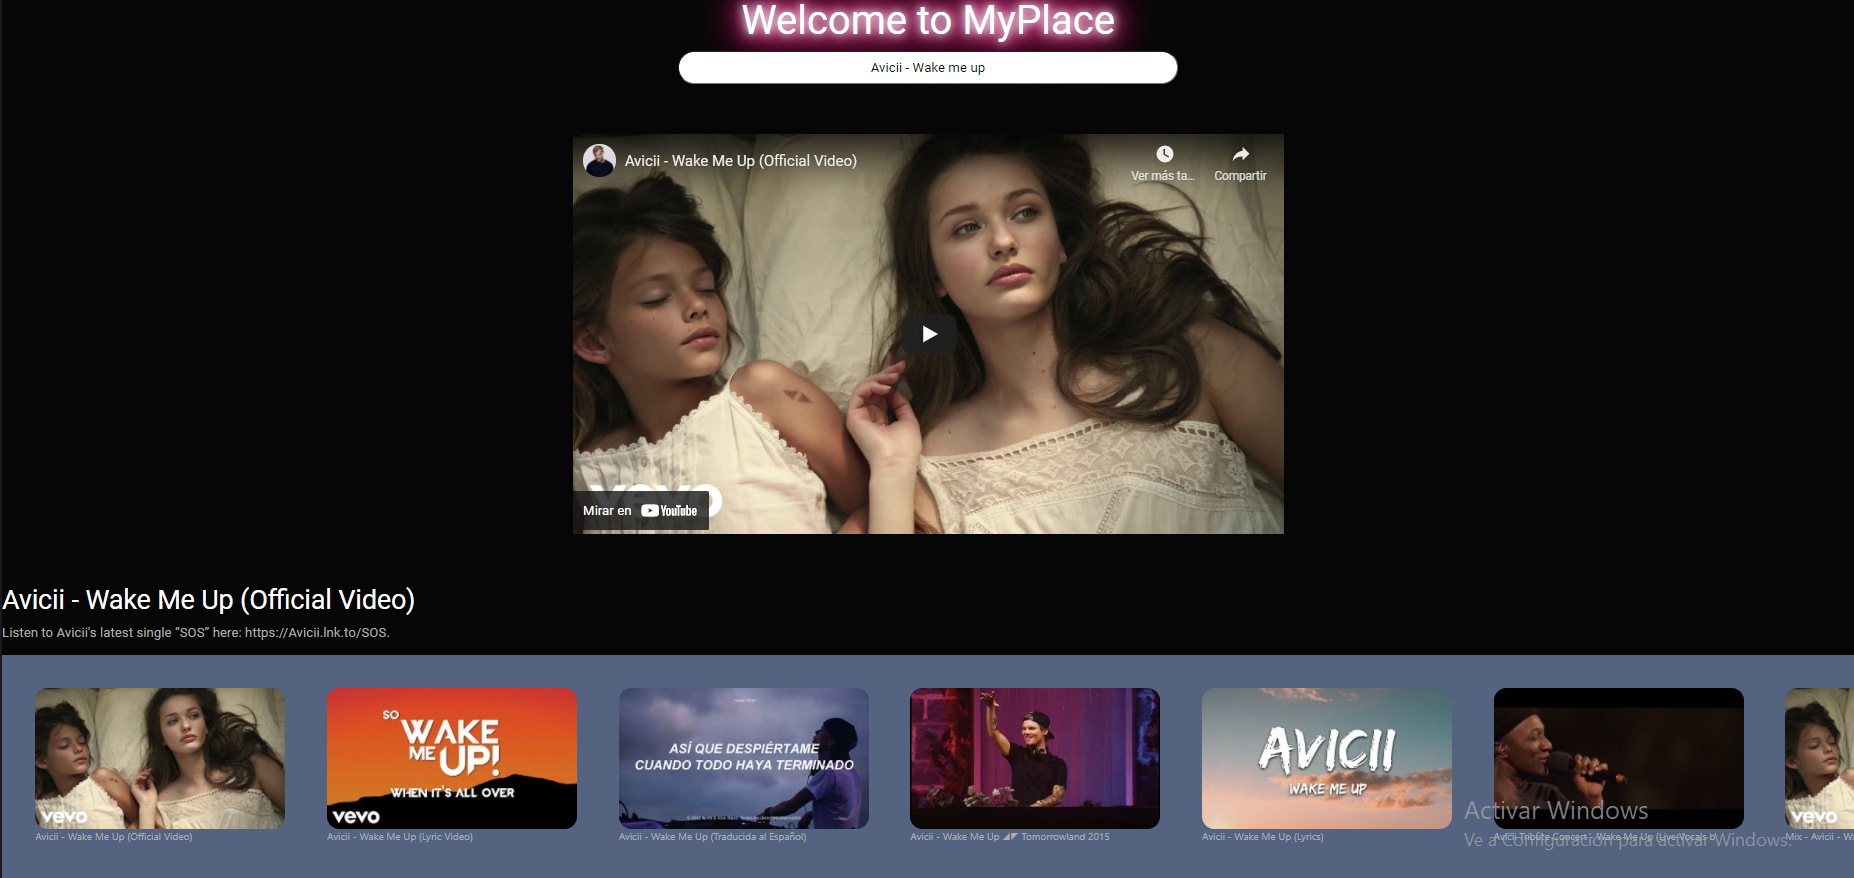 Welcome to MyPlace
Avicii - Wake me up
Avicii - Wake Me Up (Official Video)
Ver más ta...
Compartir
vevo
Mirar en YouTube
Avicii - Wake Me Up (Official Video)
Listen to Avicii's latest single “SOS” here: https://Avicii.lnk.to/SOS.
vevo
Avicii - Wake Me Up (Official Video)
SO
WAKE
ME UP!
WHEN IT'S ALL OVER
vevo
Avicii - Wake Me Up (Lyric Video)
ASÍ QUE DESPIÉRTAME
CUANDO TODO HAYA TERMINADO
Avicii - Wake Me Up (Traducida al Español)
Avicii - Wake Me Up ◢◤ Tomorrowland 2015
AVICII
WAKE ME UP
Avicii - Wake Me Up (Lyrics)
Avicii Tribute Concert - Wake Me Up (Live Vocals b
vevo
Mix - Avicii - Wa
Activar Windows
Ve a Configuración para activar Windows.